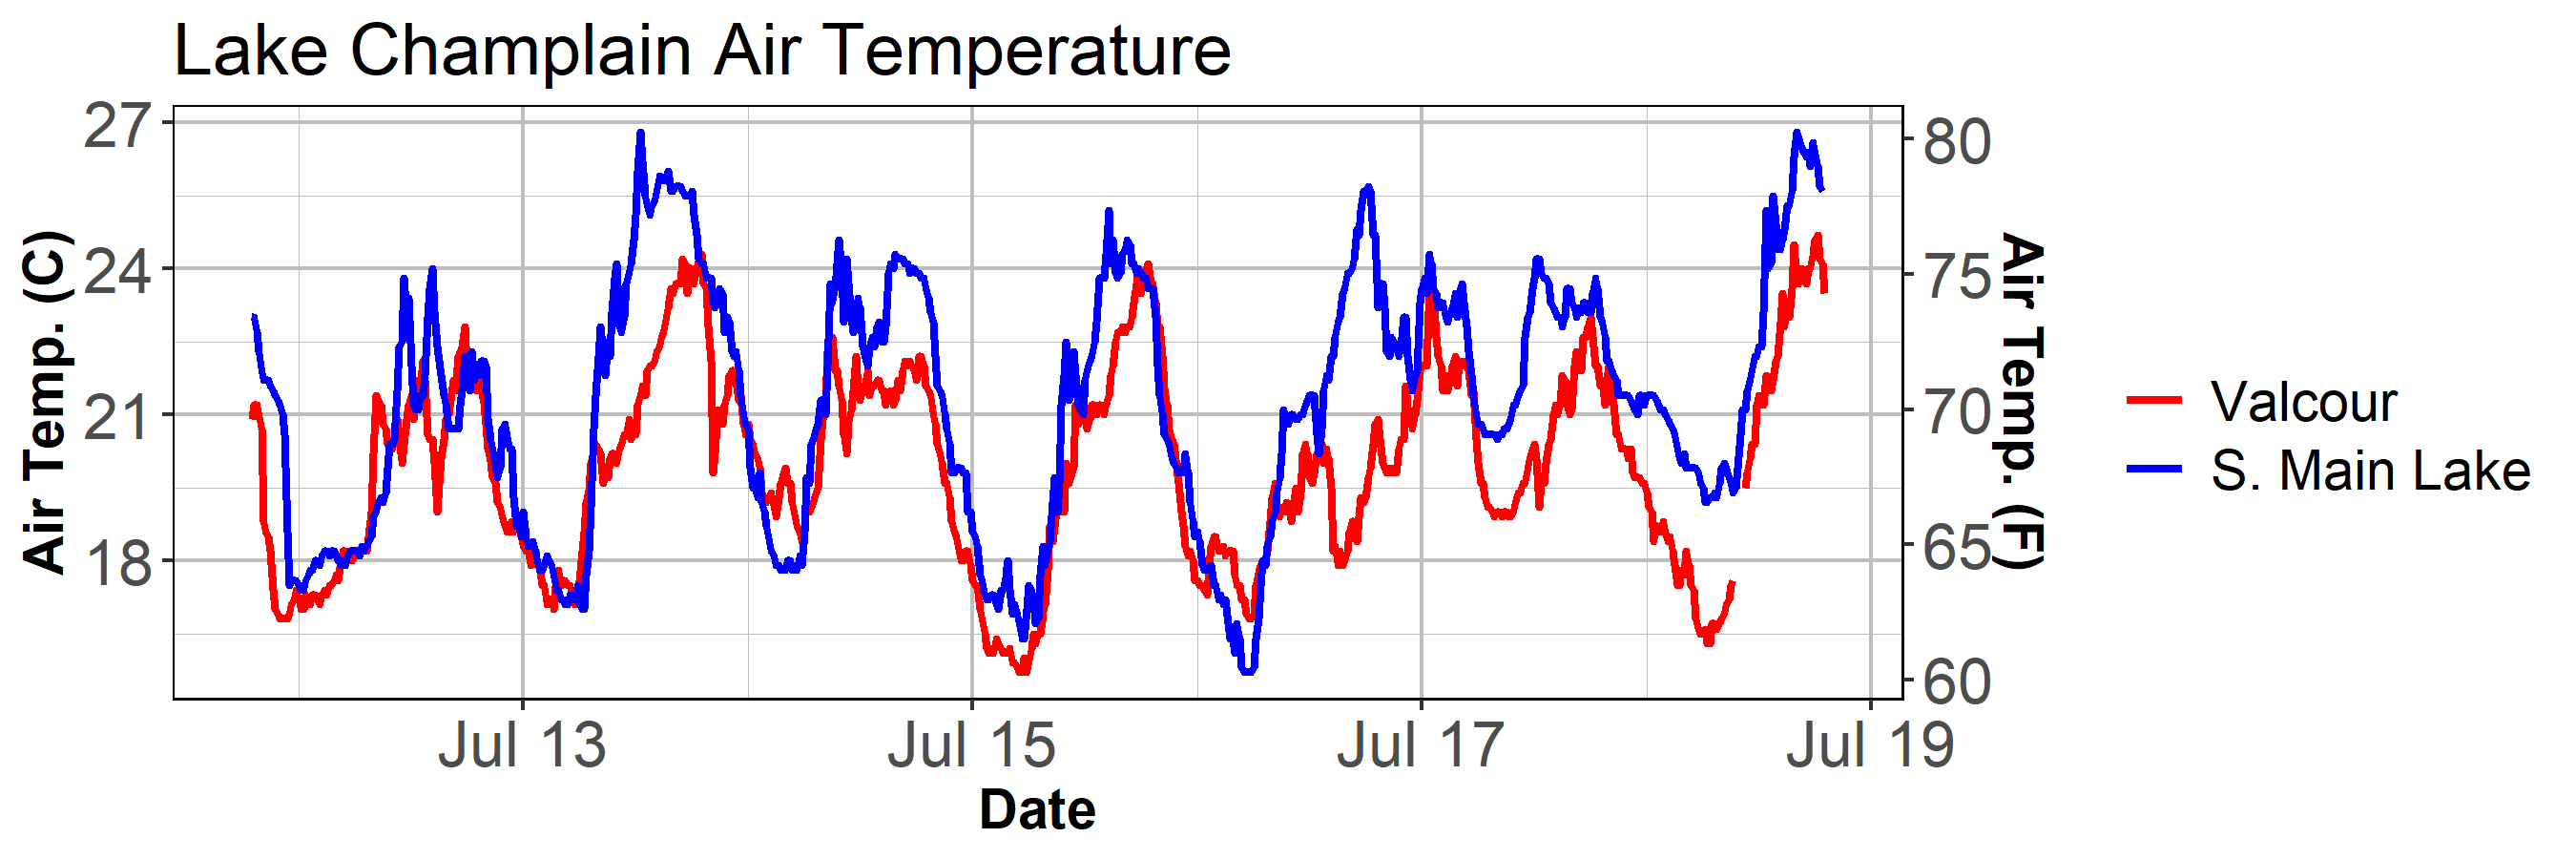 Lake Champlain Air Temperature
Air Temp. (C)
27
24
21
18
80
75
70
65
60
Air Temp. (F)
Jul 13
Jul 15
Jul 17
Jul 19
Date
Valcour
S. Main Lake